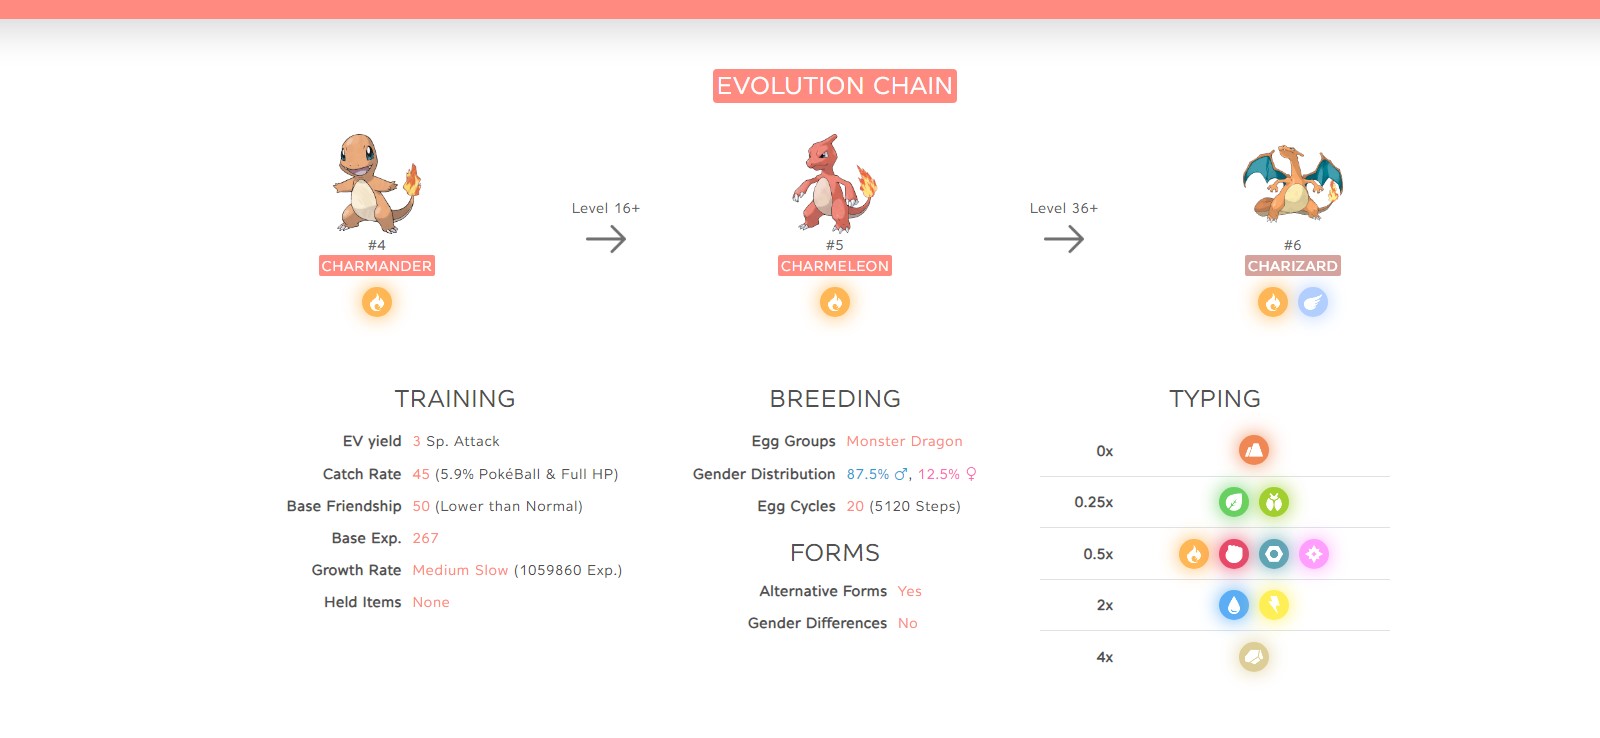 EVOLUTION CHAIN
Level 16+
Level 36+
#4
CHARMANDER
#5
CHARMELEON
#6
CHARIZARD
TRAINING
EV yield 3 Sp. Attack
Catch Rate 45 (5.9% PokéBall & Full HP)
Base Friendship 50 (Lower than Normal)
Base Exp. 267
Growth Rate Medium Slow (1059860 Exp.)
Held Items None
BREEDING
Egg Groups Monster Dragon
Gender Distribution 87.5% ♂, 12.5% ♀
Egg Cycles 20 (5120 Steps)
FORMS
Alternative Forms Yes
Gender Differences No
TYPING
0x
0.25x
0.5x
2x
4x